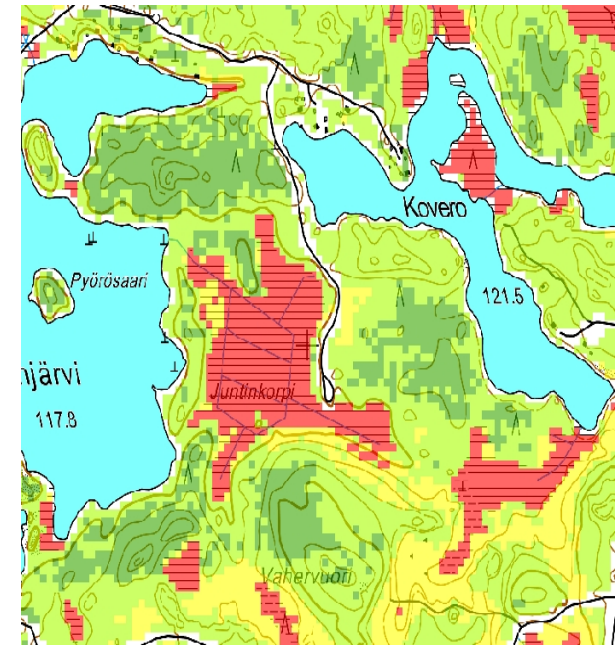 Kovero
Pyörösaari
121.5
njärvi
Juntinkorpi
117.8
Vahervuori